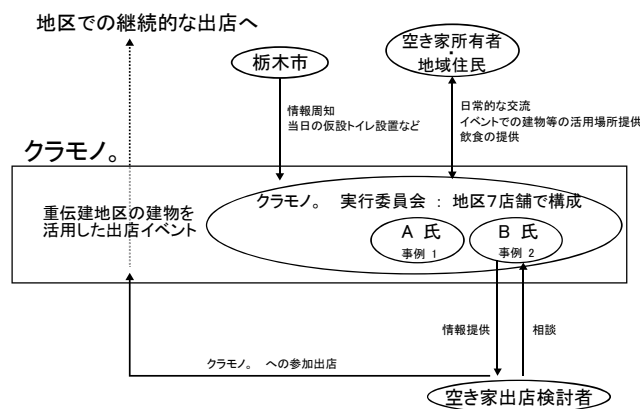 地区での継続的な出店へ
栃木市
空き家所有者
・
地域住民
情報周知
当日の仮設トイレ設置など
日常的な交流
イベントでの建物等の活用場所提供
飲食の提供
クラモノ。
重伝建地区の建物を
活用した出店イベント
クラモノ。 実行委員会 : 地区7店舗で構成
A 氏
事例 1
B 氏
事例 2
情報提供
相談
クラモノ。 への参加出店
空き家出店検討者